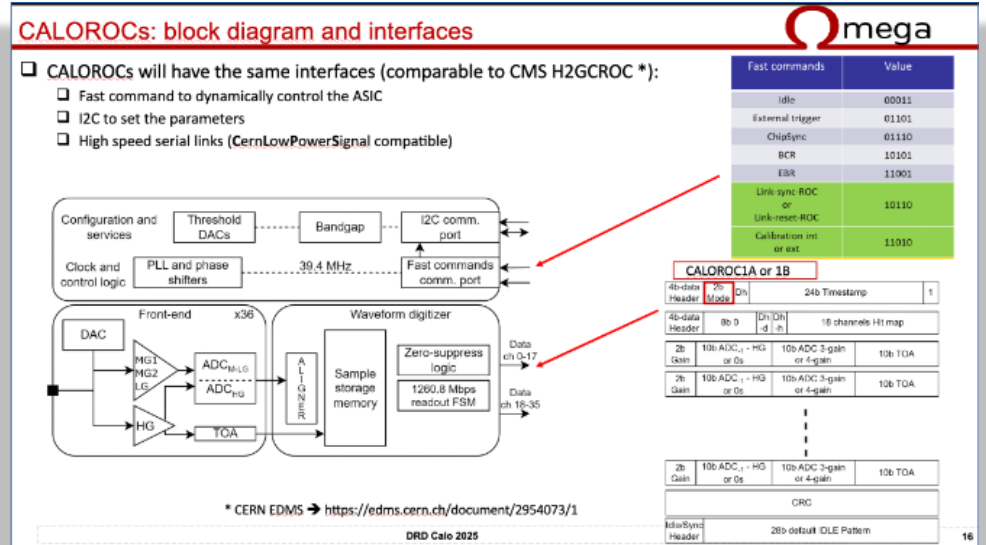 CALOROCs: block diagram and interfaces
Omega
CALOROCs will have the same interfaces (comparable to CMS H2GCROC *):
Fast command to dynamically control the ASIC
I2C to set the parameters
High speed serial links (CernLowPowerSignal compatible)
Fast commands Value
Idle 00011
External trigger 01101
ChipSync 01110
BCR 10101
EBR 11001
Link-sync-ROC
or
Link-reset-ROC
10110
Calibration int
or ext
11010
Configuration and
services
Threshold
DACs
Bandgap
I2C comm.
port
Clock and
control logic
PLL and phase
shifters
39.4 MHz
Fast commands
comm. port
Front-end x36
DAC
MG1
MG2
LG
HG
ADCM-LG
ADCHG
TOA
Waveform digitizer
ALIGNER
Sample
storage
memory
Zero-suppress
logic
1260.8 Mbps
readout FSM
Data
ch 0-17
Data
ch 18-35
CALOROC1A or 1B
4b-data
Header
2b
Mode
Dh
24b Timestamp
1
4b-data
Header
8b 0
Dh
-d
Dh
-h
18 channels Hit map
2b
Gain
10b ADC-1 - HG
or 0s
10b ADC 3-gain
or 4-gain
10b TOA
2b
Gain
10b ADC-1 - HG
or 0s
10b ADC 3-gain
or 4-gain
10b TOA
2b
Gain
10b ADC-1 - HG
or 0s
10b ADC 3-gain
or 4-gain
10b TOA
CRC
Idle/Sync
Header
28b default IDLE Pattern
* CERN EDMS ➔ https://edms.cern.ch/document/2954073/1
DRD Calo 2025
16